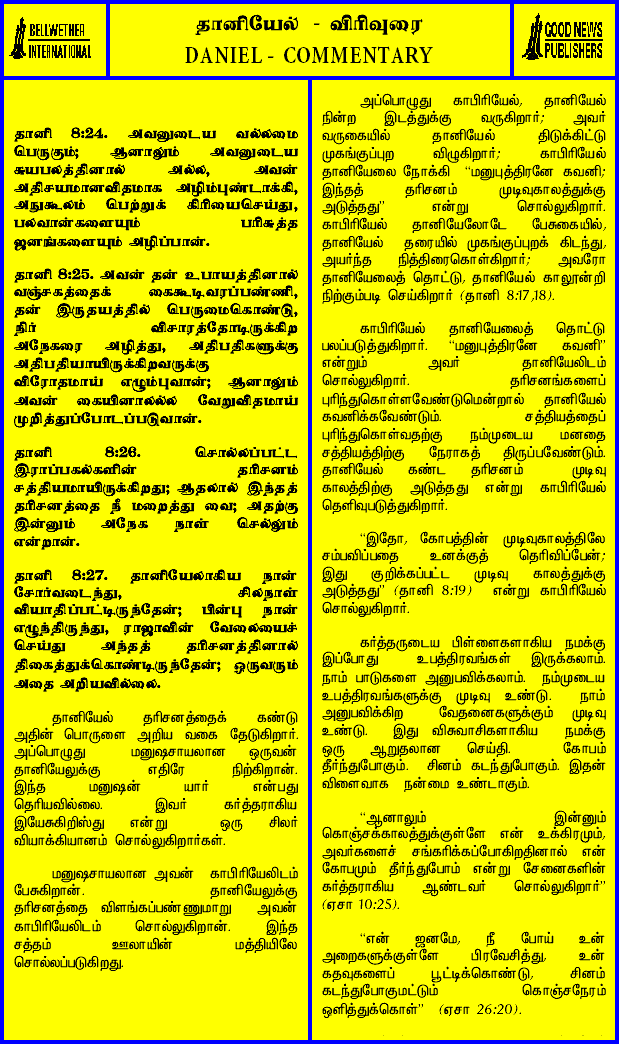 BELLWETHER
INTERNATIONAL
தானியேல் - விரிவுரை
DANIEL - COMMENTARY
GOOD NEWS
PUBLISHERS
தானி 8:24. அவனுடைய வல்லமை
பெருகும்; ஆனாலும் அவனுடைய
சுயபலத்தினால் அல்ல, அவன்
அதிசயமானவிதமாக அழிம்புண்டாக்கி,
அநுகூலம் பெற்றுக் கிரியைசெய்து,
பலவான்களையும் பரிசுத்த
ஜனங்களையும் அழிப்பான்.
தானி 8:25. அவன் தன் உபாயத்தினால்
வஞ்சகத்தைக் கைகூடிவரப்பண்ணி,
தன் இருதயத்தில் பெருமைகொண்டு,
நிர் விசாரத்தோடிருக்கிற
அநேகரை அழித்து, அதிபதிகளுக்கு
அதிபதியாயிருக்கிறவருக்கு
விரோதமாய் எழும்புவான்; ஆனாலும்
அவன் கையினாலல்ல வேறுவிதமாய்
முறித்துப்போடப்படுவான்.
தானி 8:26. சொல்லப்பட்ட
இராப்பகல்களின் தரிசனம்
சத்தியமாயிருக்கிறது; ஆதலால் இந்தத்
தரிசனத்தை நீ மறைத்து வை; அதற்கு
இன்னும் அநேக நாள் செல்லும்
என்றான்.
தானி 8:27. தானியேலாகிய நான்
சோர்வடைந்து, சிலநாள்
வியாதிப்பட்டிருந்தேன்; பின்பு நான்
எழுந்திருந்து, ராஜாவின் வேலையைச்
செய்து அந்தத் தரிசனத்தினால்
திகைத்துக்கொண்டிருந்தேன்; ஒருவரும்
அதை அறியவில்லை.
தானியேல் தரிசனத்தைக் கண்டு
அதின் பொருளை அறிய வகை தேடுகிறார்.
அப்பொழுது மனுஷசாயலான ஒருவன்
தானியேலுக்கு எதிரே நிற்கிறான்.
இந்த மனுஷன் யார் என்பது
தெரியவில்லை. இவர் கர்த்தராகிய
இயேசுகிறிஸ்து என்று ஒரு சிலர்
வியாக்கியானம் சொல்லுகிறார்கள்.
மனுஷசாயலான அவன் காபிரியேலிடம்
பேசுகிறான். தானியேலுக்கு
தரிசனத்தை விளங்கப்பண்ணுமாறு அவன்
காபிரியேலிடம் சொல்லுகிறான். இந்த
சத்தம் ஊலாயின் மத்தியிலே
சொல்லப்படுகிறது.
அப்பொழுது காபிரியேல், தானியேல்
நின்ற இடத்துக்கு வருகிறார்; அவர்
வருகையில் தானியேல் திடுக்கிட்டு
முகங்குப்புற விழுகிறார்; காபிரியேல்
தானியேலை நோக்கி "மனுபுத்திரனே கவனி;
இந்தத் தரிசனம் முடிவுகாலத்துக்கு
அடுத்தது" என்று சொல்லுகிறார்.
காபிரியேல் தானியேலோடே பேசுகையில்,
தானியேல் தரையில் முகங்குப்புறக் கிடந்து,
அயர்ந்த நித்திரைகொள்கிறார்; அவரோ
தானியேலைத் தொட்டு, தானியேல் காலூன்றி
நிற்கும்படி செய்கிறார் (தானி 8:17,18).
காபிரியேல் தானியேலைத் தொட்டு
பலப்படுத்துகிறார். "மனுபுத்திரனே கவனி"
என்றும் அவர் தானியேலிடம்
சொல்லுகிறார். தரிசனங்களைப்
புரிந்துகொள்ளவேண்டுமென்றால் தானியேல்
கவனிக்கவேண்டும். சத்தியத்தைப்
புரிந்துகொள்வதற்கு நம்முடைய மனதை
சத்தியத்திற்கு நேராகத் திருப்பவேண்டும்.
தானியேல் கண்ட தரிசனம் முடிவு
காலத்திற்கு அடுத்தது என்று காபிரியேல்
தெளிவுபடுத்துகிறார்.
"இதோ, கோபத்தின் முடிவுகாலத்திலே
சம்பவிப்பதை உனக்குத் தெரிவிப்பேன்;
இது குறிக்கப்பட்ட முடிவு காலத்துக்கு
அடுத்தது" (தானி 8:19) என்று காபிரியேல்
சொல்லுகிறார்.
கர்த்தருடைய பிள்ளைகளாகிய நமக்கு
இப்போது உபத்திரவங்கள் இருக்கலாம்.
நாம் பாடுகளை அனுபவிக்கலாம். நம்முடைய
உபத்திரவங்களுக்கு முடிவு உண்டு. நாம்
அனுபவிக்கிற வேதனைகளுக்கும் முடிவு
உண்டு. இது விசுவாசிகளாகிய நமக்கு
ஒரு ஆறுதலான செய்தி. கோபம்
தீர்ந்துபோகும். சினம் கடந்துபோகும். இதன்
விளைவாக நன்மை உண்டாகும்.
"ஆனாலும் இன்னும்
கொஞ்சக்காலத்துக்குள்ளே என் உக்கிரமும்,
அவர்களைச் சங்கரிக்கப்போகிறதினால் என்
கோபமும் தீர்ந்துபோம் என்று சேனைகளின்
கர்த்தராகிய ஆண்டவர் சொல்லுகிறார்"
(ஏசா 10:25).
"என் ஜனமே, நீ போய் உன்
அறைகளுக்குள்ளே பிரவேசித்து, உன்
கதவுகளைப் பூட்டிக்கொண்டு, சினம்
கடந்துபோகுமட்டும் கொஞ்சநேரம்
ஒளித்துக்கொள்" (ஏசா 26:20).